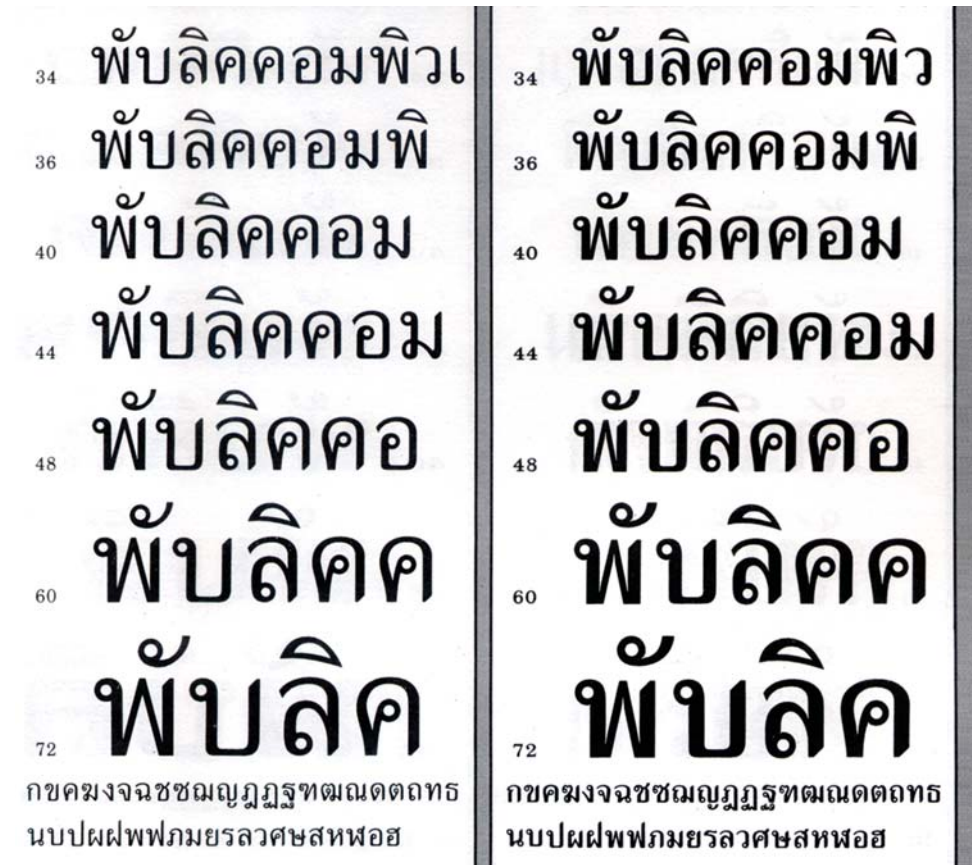 34 พับลิคคอมพิวเ
36 พับลิคคอมพิ
40 พับลิคคอม
44 พับลิคคอม
48 พับลิคคอ
60 พับลิคค
72 พับลิค
กขคฆงจฉชซฌญฎฏฐฑฒณดตถทธ
นบปผฝพฟภมยรลวศษสหฬอฮ
34 พับลิคคอมพิว
36 พับลิคคอมพิ
40 พับลิคคอม
44 พับลิคคอม
48 พับลิคคอ
60 พับลิคค
72 พับลิค
กขคฆงจฉชซฌญฎฏฐฑฒณดตถทธ
นบปผฝพฟภมยรลวศษสหฬอฮ